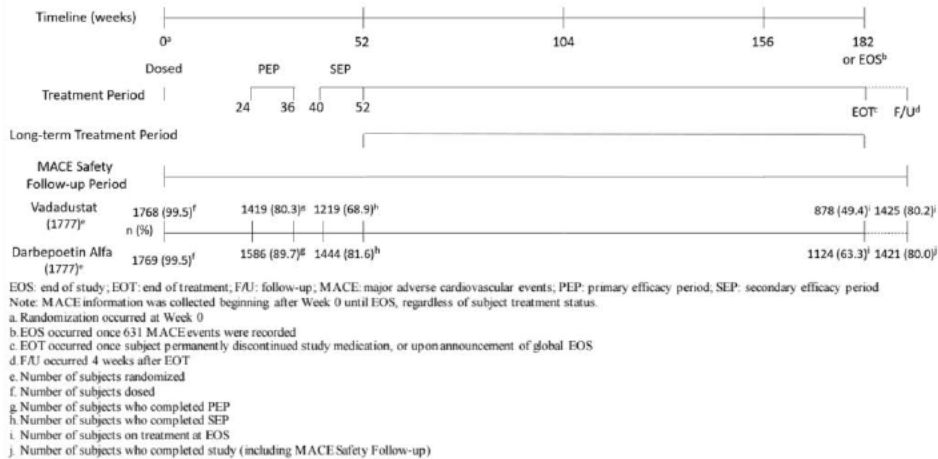 Timeline (weeks)
0ᵃ 52 104 156 182
or EOSᵇ
Dosed PEP SEP
Treatment Period
24 36 40 52 EOTᶜ F/Uᵈ
Long-term Treatment Period
MACE Safety
Follow-up Period
Vadadustat
(1777)ᵉ
1768 (99.5)ᶠ 1419 (80.3)ᵍ 1219 (68.9)ʰ 878 (49.4)ⁱ 1425 (80.2)ʲ
n (%)
Darbepoetin Alfa
(1777)ᵉ
1769 (99.5)ᶠ 1586 (89.7)ᵍ 1444 (81.6)ʰ 1124 (63.3)ⁱ 1421 (80.0)ʲ
EOS: end of study; EOT: end of treatment; F/U: follow-up; MACE: major adverse cardiovascular events; PEP: primary efficacy period; SEP: secondary efficacy period
Note: MACE information was collected beginning after Week 0 until EOS, regardless of subject treatment status.
a. Randomization occurred at Week 0
b. EOS occurred once 631 MACE events were recorded
c. EOT occurred once subject permanently discontinued study medication, or upon announcement of global EOS
d. F/U occurred 4 weeks after EOT
e. Number of subjects randomized
f. Number of subjects dosed
g. Number of subjects who completed PEP
h. Number of subjects who completed SEP
i. Number of subjects on treatment at EOS
j. Number of subjects who completed study (including MACE Safety Follow-up)